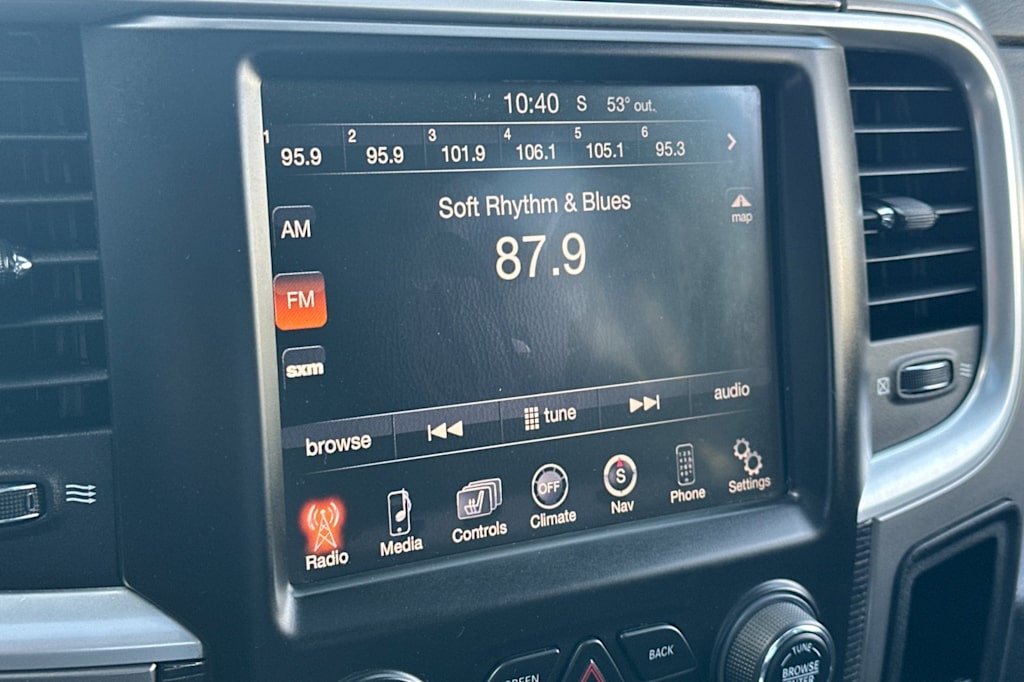 10:40 S 53° out.
1 2 3 4 5 6
95.9 95.9 101.9 106.1 105.1 95.3
Soft Rhythm & Blues
87.9
map
AM
FM
sxm
browse tune audio
Radio Media Controls OFF Climate S Nav Phone Settings
BACK
TUNE
BROWSE